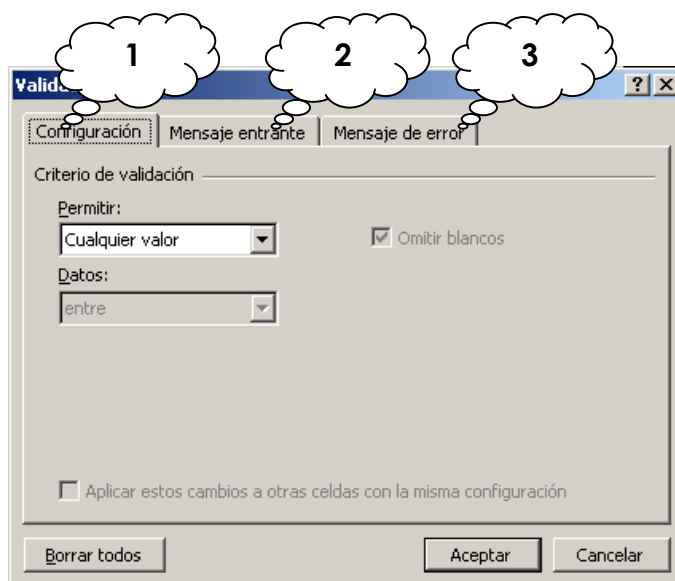 1 2 3
Valida
Configuración Mensaje entrante Mensaje de error
Criterio de validación
Permitir:
Cualquier valor Omitir blancos
Datos:
entre
Aplicar estos cambios a otras celdas con la misma configuración
Borrar todos Aceptar Cancelar